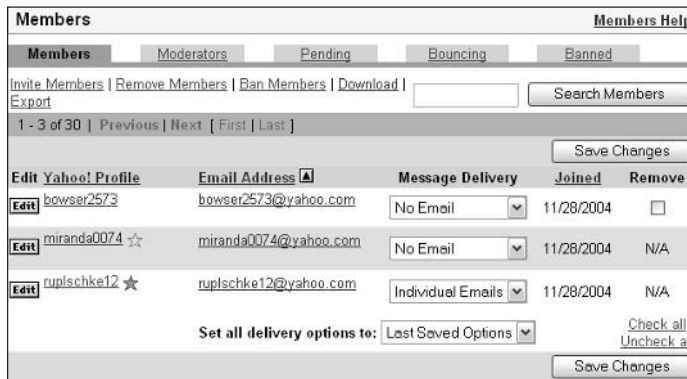 Members Members Help
Members Moderators Pending Bouncing Banned
Invite Members | Remove Members | Ban Members | Download |
Export
Search Members
1 - 3 of 30 | Previous | Next [ First | Last ]
Save Changes
Edit Yahoo! Profile Email Address Message Delivery Joined Remove
Edit bowser2573 bowser2573@yahoo.com No Email 11/28/2004
Edit miranda0074 miranda0074@yahoo.com No Email 11/28/2004 N/A
Edit ruplschke12 ruplschke12@yahoo.com Individual Emails 11/28/2004 N/A
Set all delivery options to: Last Saved Options Check all
Uncheck a
Save Changes